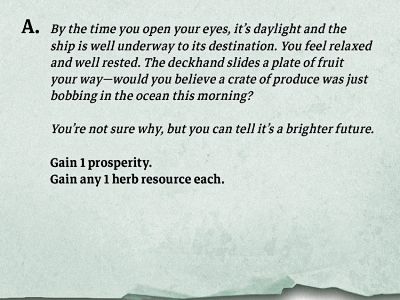 A. By the time you open your eyes, it's daylight and the
ship is well underway to its destination. You feel relaxed
and well rested. The deckhand slides a plate of fruit
your way—would you believe a crate of produce was just
bobbing in the ocean this morning?
You're not sure why, but you can tell it's a brighter future.
Gain 1 prosperity.
Gain any 1 herb resource each.